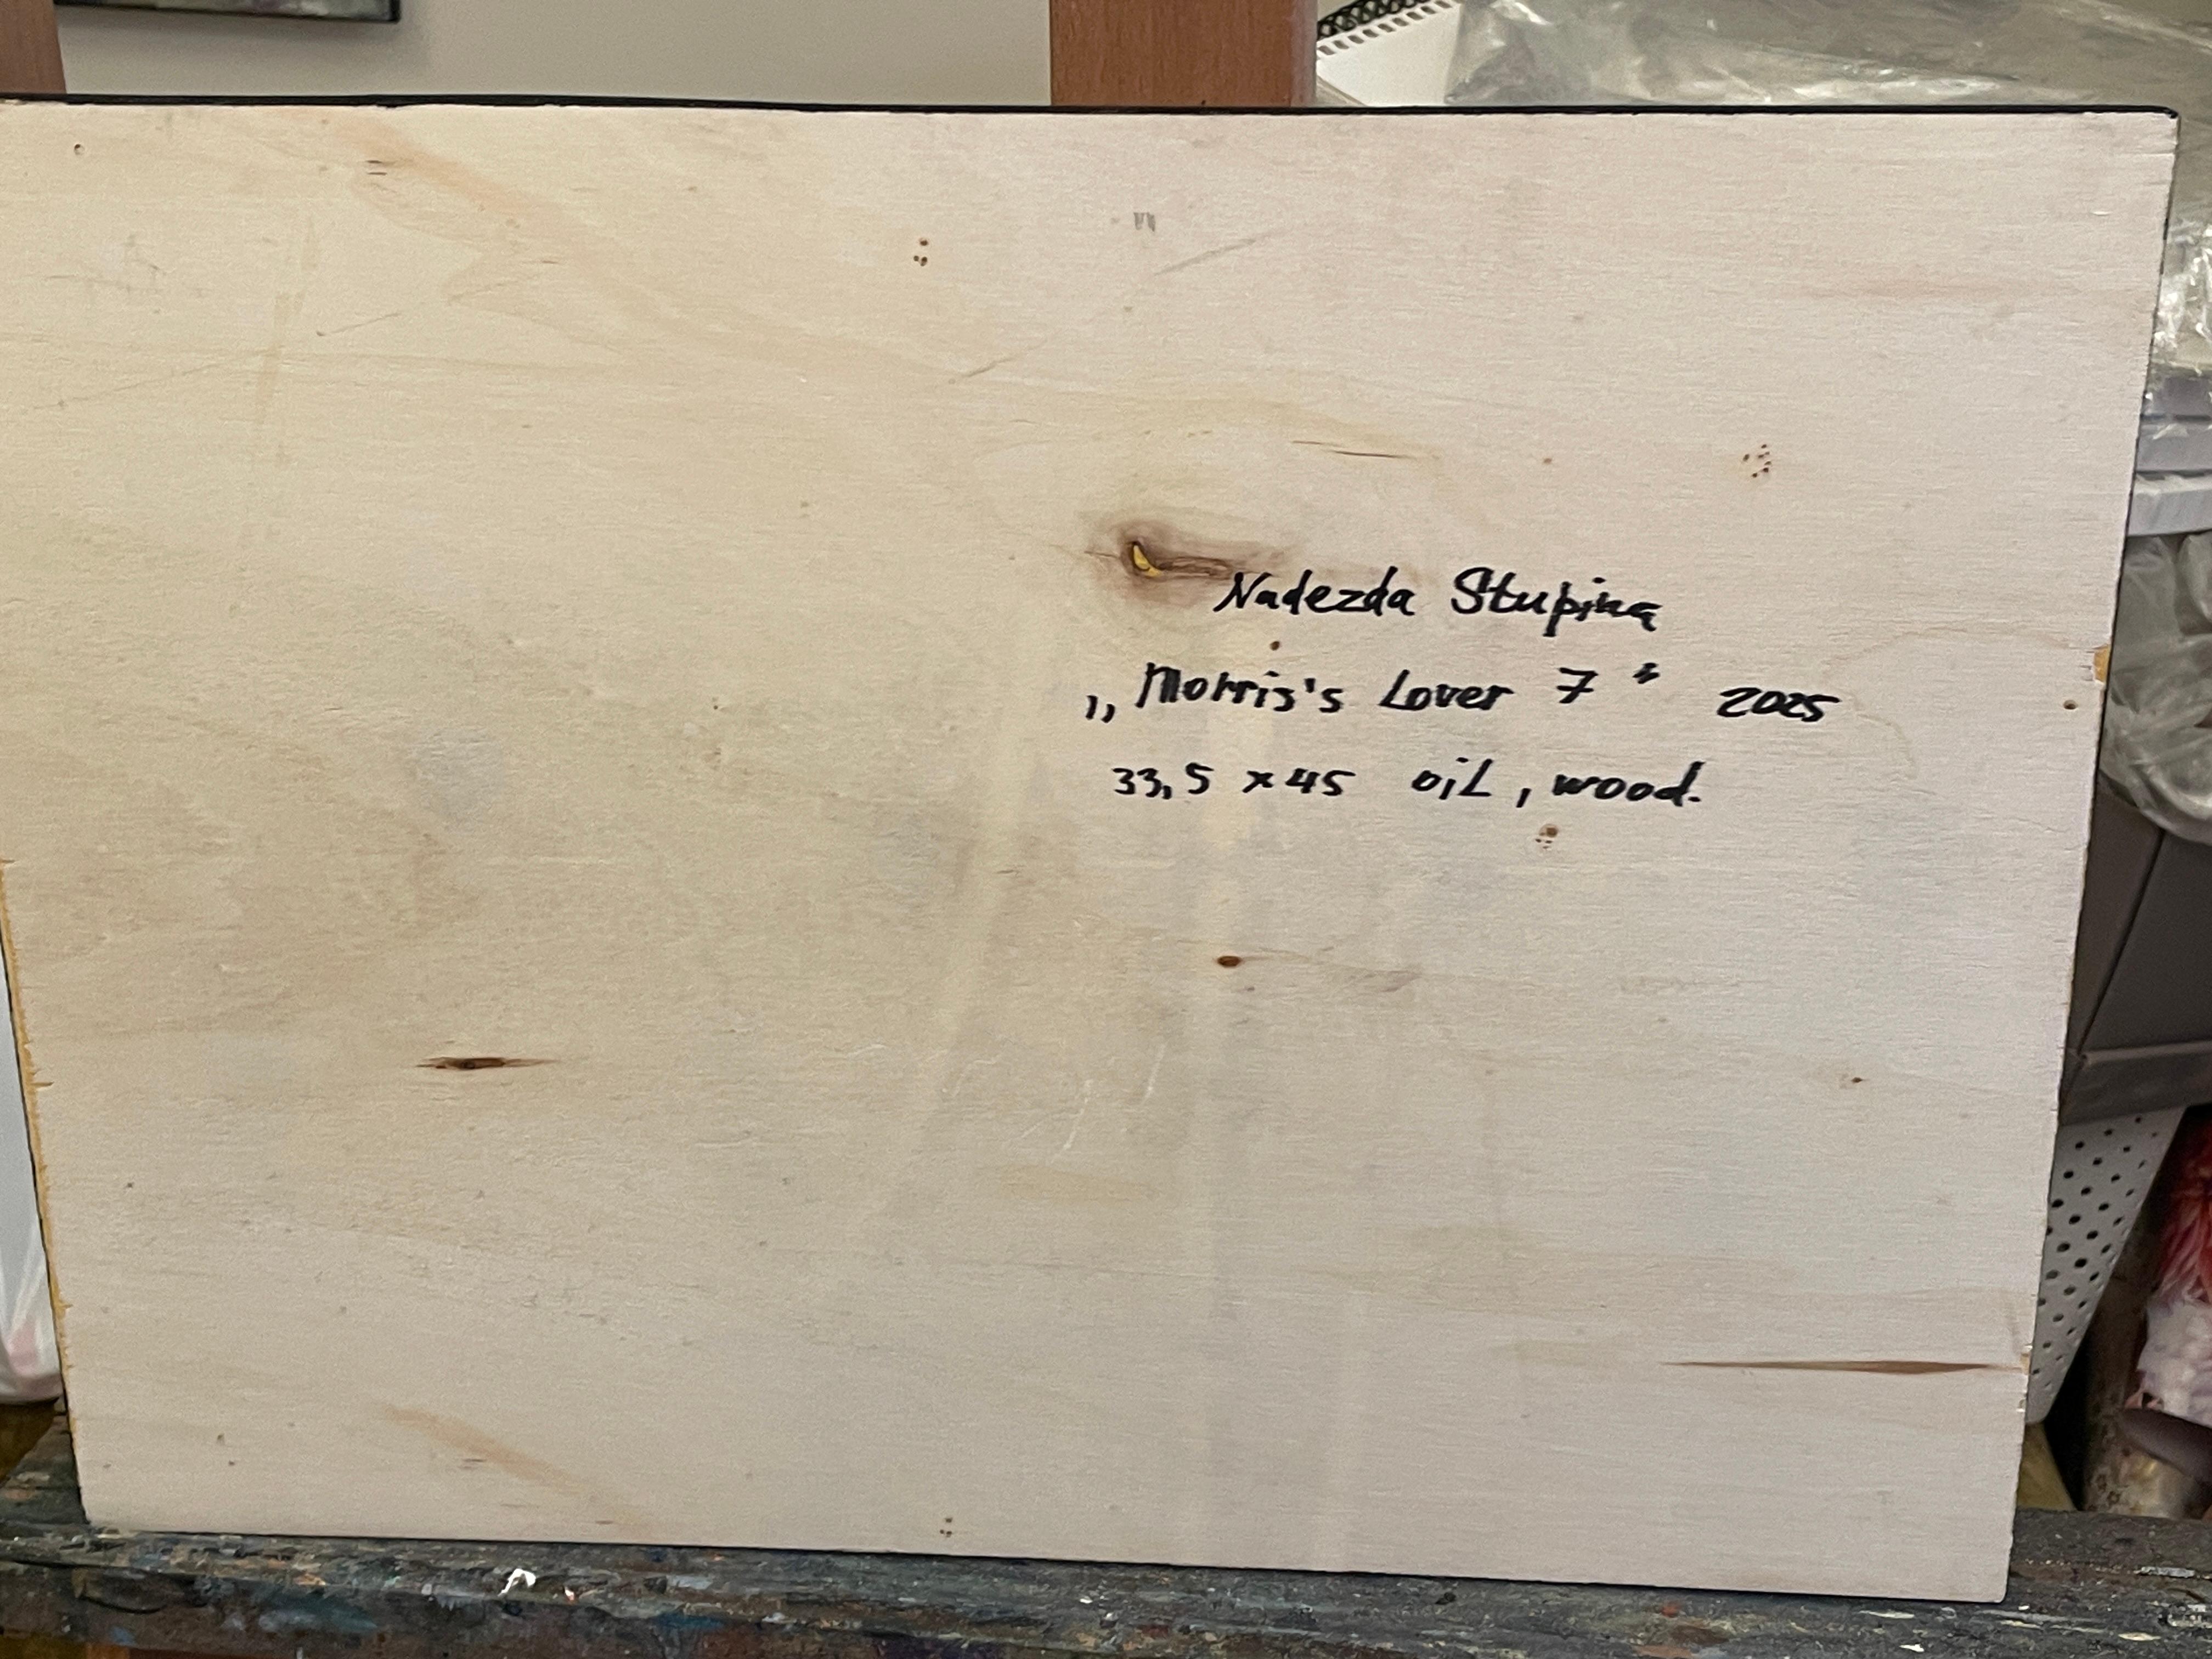 Nadezda Stupina
„Morris's Lover 7“ 2025
33,5 x 45 oil, wood.